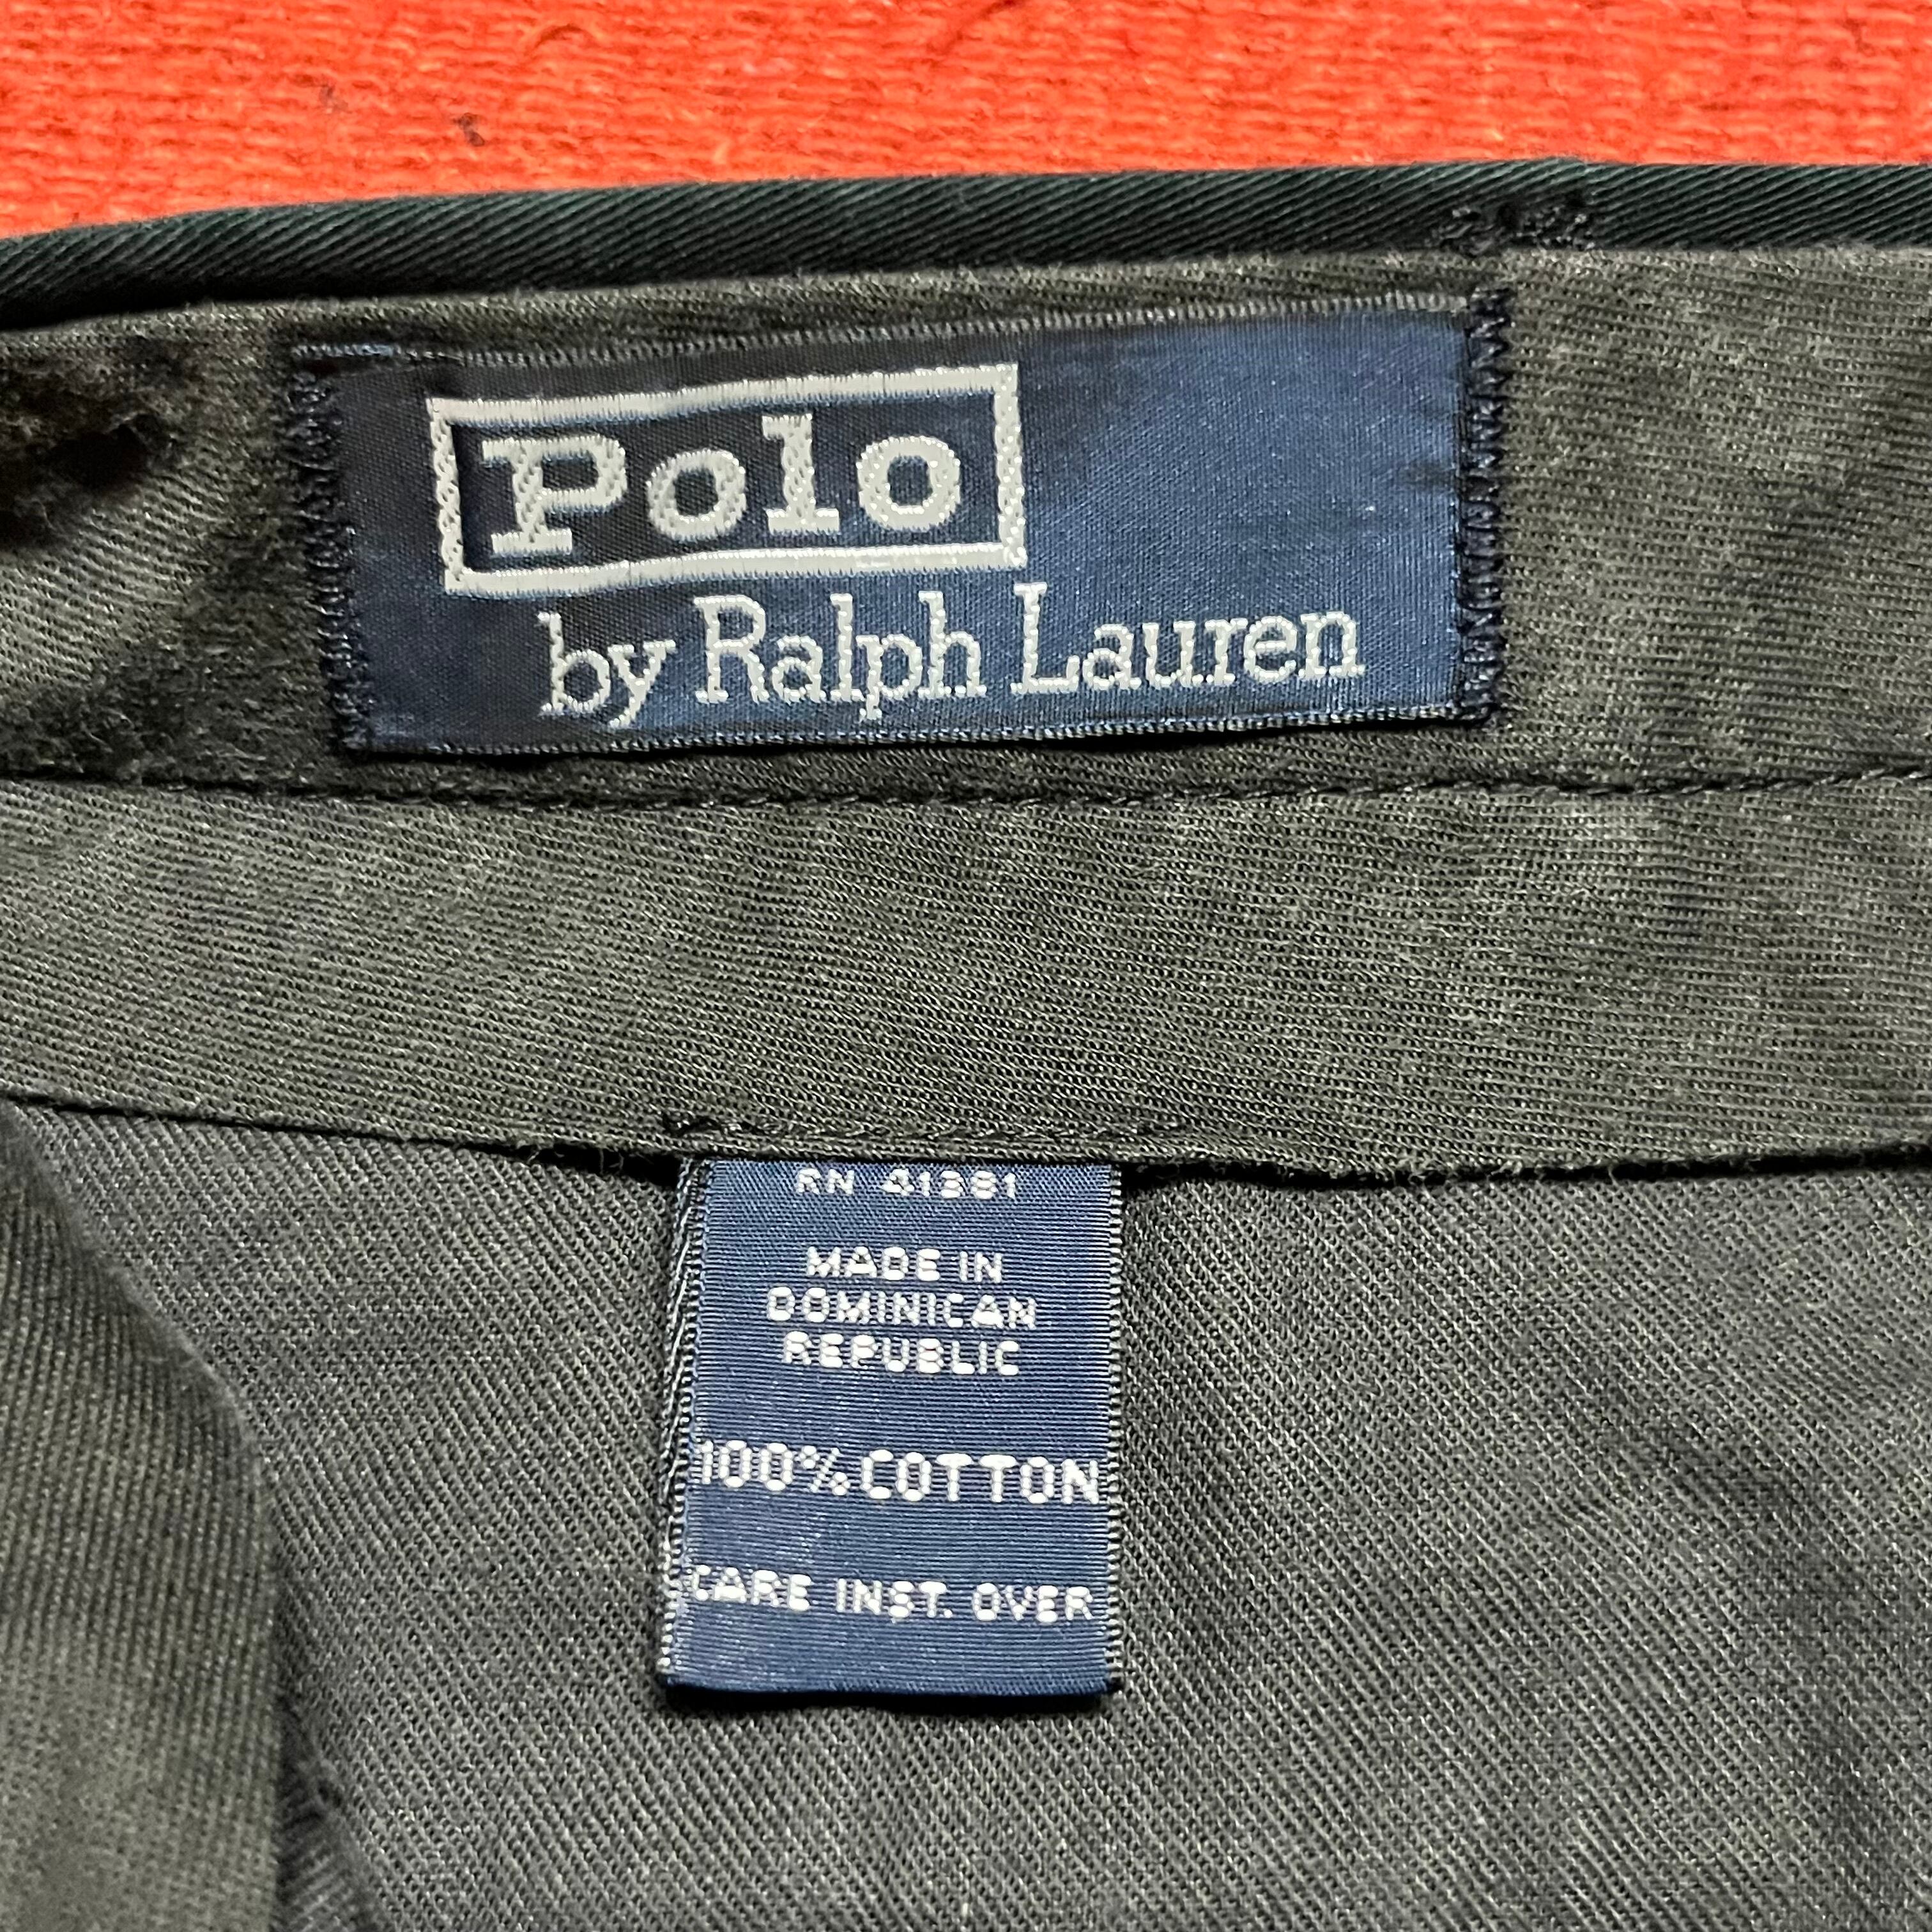 Polo
by Ralph Lauren
RN 41381
MADE IN
DOMINICAN
REPUBLIC
100% COTTON
CARE INST. OVER